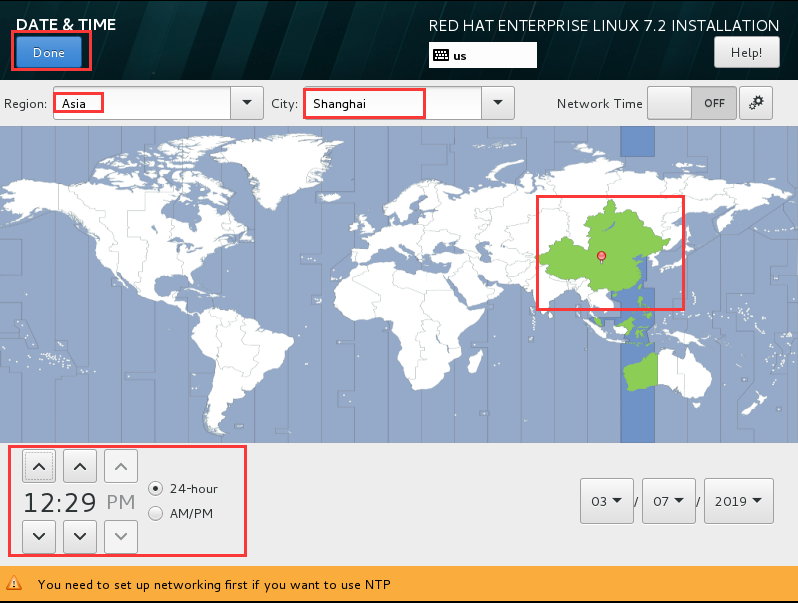 DATE & TIME
RED HAT ENTERPRISE LINUX 7.2 INSTALLATION
Done
us
Help!
Region: Asia City: Shanghai Network Time OFF
12:29 PM
24-hour
AM/PM
03 / 07 / 2019
You need to set up networking first if you want to use NTP